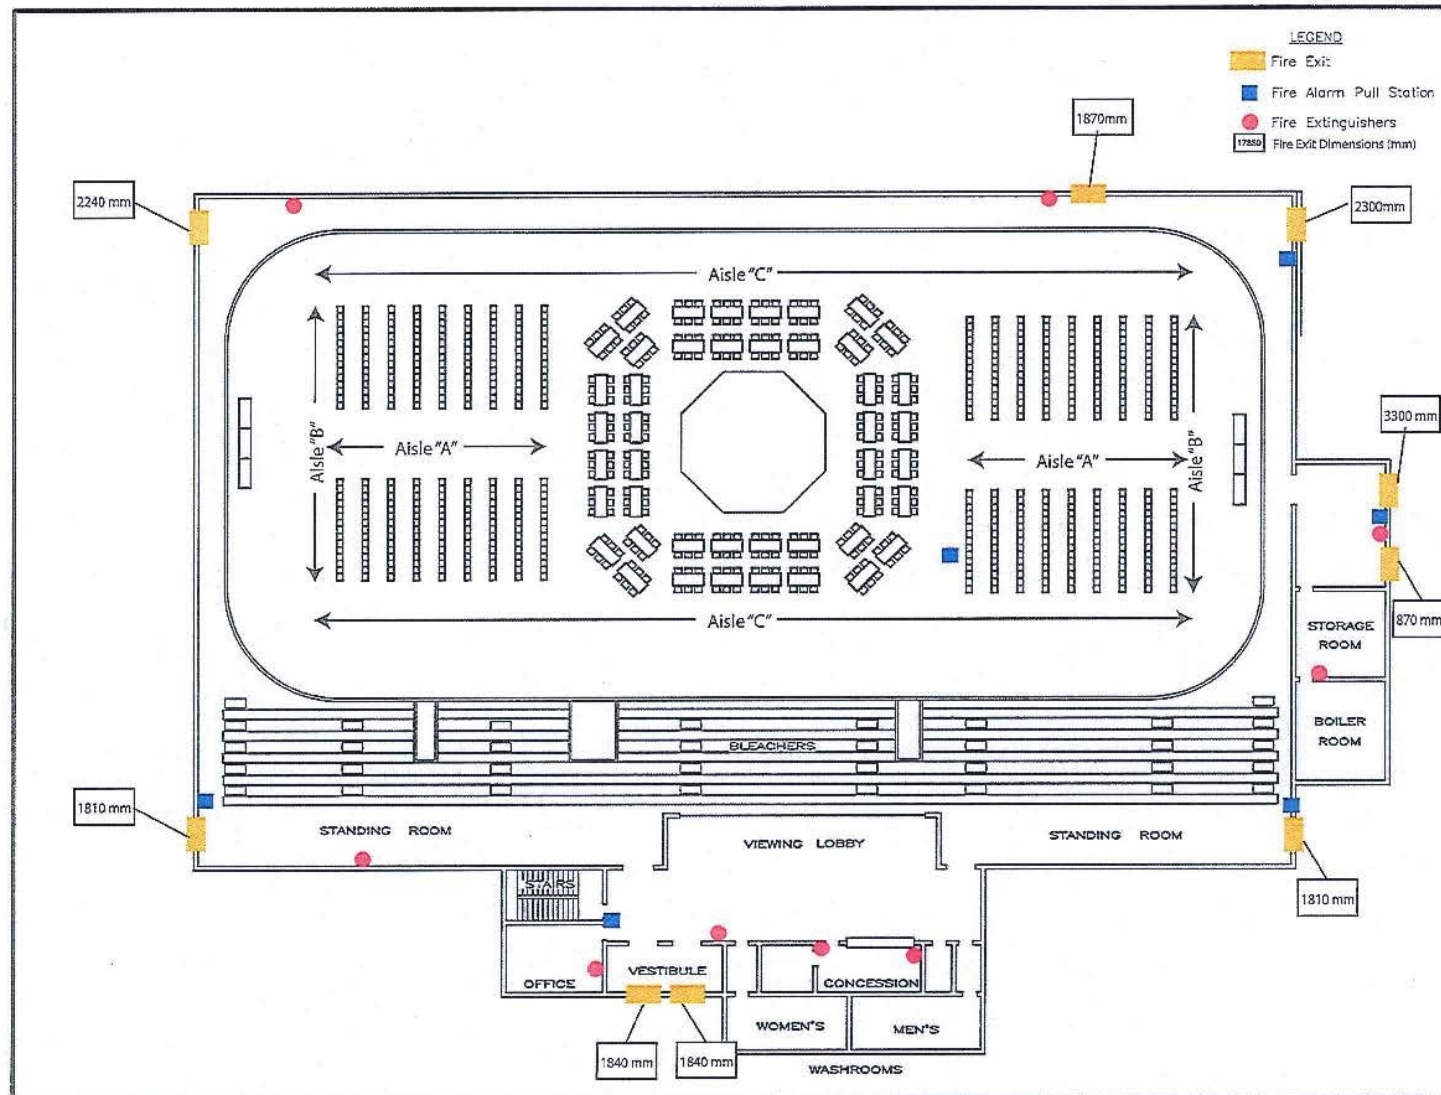 LEGEND
Fire Exit
Fire Alarm Pull Station
Fire Extinguishers
17850 Fire Exit Dimensions (mm)
1870mm
2240 mm
2300mm
Aisle "C"
Aisle "B"
Aisle "A"
Aisle "A"
Aisle "B"
3300 mm
Aisle "C"
870 mm
STORAGE
ROOM
BOILER
ROOM
BLEACHERS
1810 mm
STANDING ROOM
VIEWING LOBBY
STANDING ROOM
STAIRS
1810 mm
OFFICE
VESTIBULE
CONCESSION
WOMEN'S
MEN'S
1840 mm
1840 mm
WASHROOMS